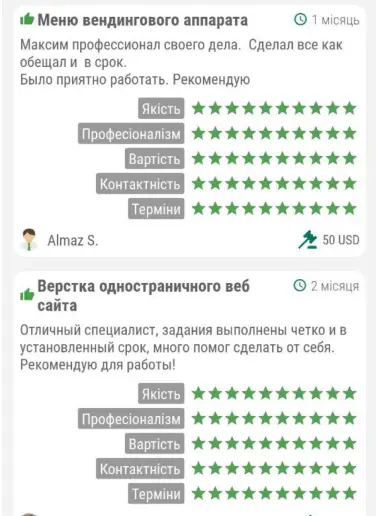 Меню вендингового аппарата
1 місяць
Максим профессионал своего дела. Сделал все как
обещал и в срок.
Было приятно работать. Рекомендую
Якість
Професіоналізм
Вартість
Контактність
Терміни
Almaz S.
50 USD
Верстка одностраничного веб
сайта
2 місяця
Отличный специалист, задания выполнены четко и в
установленный срок, много помог сделать от себя.
Рекомендую для работы!
Якість
Професіоналізм
Вартість
Контактність
Терміни